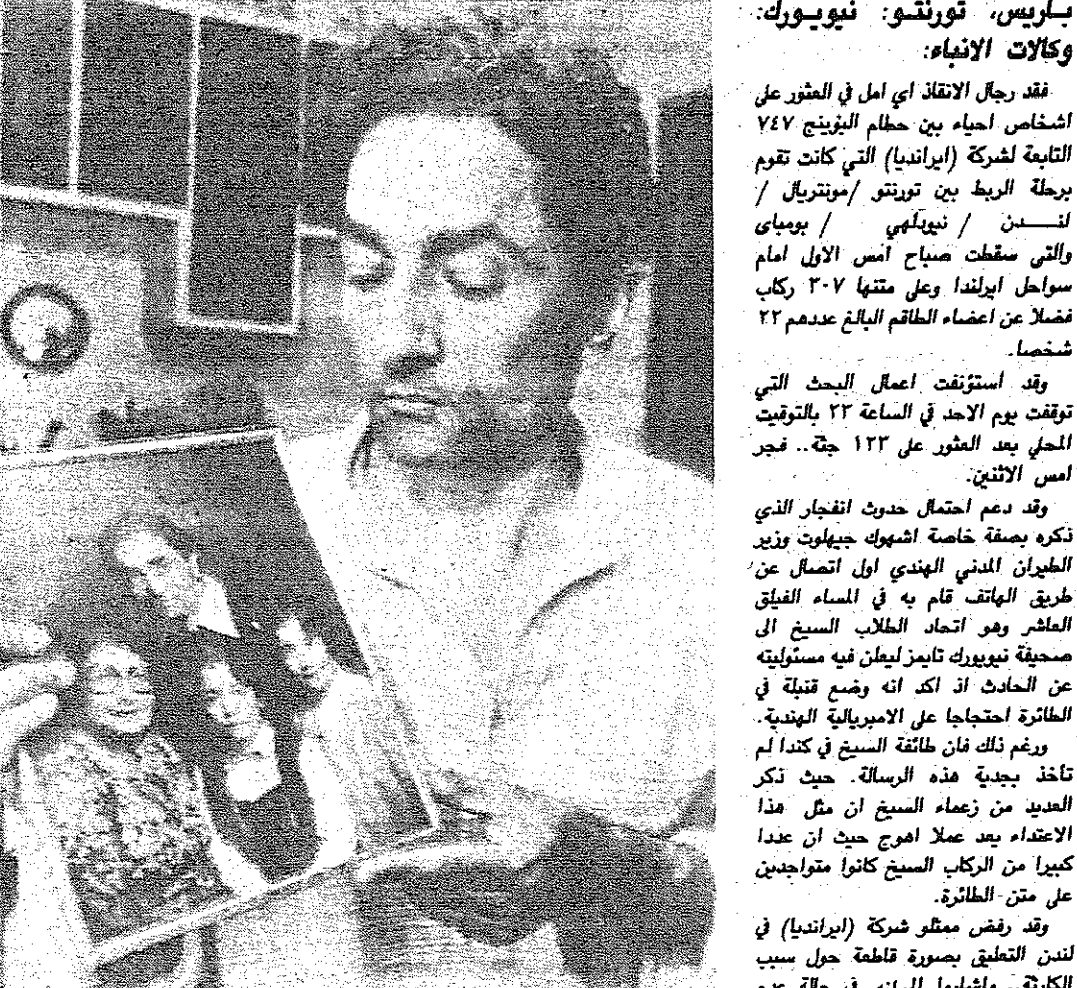 بــاريس، تورنتــو: نيويــورك:
وكالات الانباء:
فقد رجال الانقاذ اي امل في العثور على
اشخاص احياء بين حطام البوينج ٧٤٧
التابعة لشركة (ايرانديا) التي كانت تقوم
برحلة الربط بين تورنتو /مونتريال /
لنــــدن / نيودلهي / بومباى
والتى سقطت صباح امس الاول امام
سواحل ايرلندا وعلى متنها ٣٠٧ ركاب
فضلا عن اعضاء الطاقم البالغ عددهم ٢٢
شخصا.
وقد استؤنفت اعمال البحث التي
توقفت يوم الاحد في الساعة ٢٣ بالتوقيت
المحلي بعد العثور على ١٢٣ جثة.. فجر
امس الاثنين.
وقد دعم احتمال حدوث انفجار الذي
ذكره بصفة خاصة اشهوك جيهلوت وزير
الطيران المدني الهندي اول اتصال عن
طريق الهاتف قام به في المساء الفيلق
العاشر وهو اتحاد الطلاب السيخ الى
صحيفة نيويورك تايمز ليعلن فيه مسئوليته
عن الحادث اذ اكد انه وضع قنبلة في
الطائرة احتجاجا على الامبريالية الهندية.
ورغم ذلك فان طائفة السيخ في كندا لم
تأخذ بجدية هذه الرسالة. حيث ذكر
العديد من زعماء السيخ ان مثل هذا
الاعتداء يعد عملا اهوج حيث ان عددا
كبيرا من الركاب السيخ كانوا متواجدين
على متن الطائرة.
وقد رفض ممثلو شركة (ايرانديا) في
لندن التعليق بصورة قاطعة حول سبب